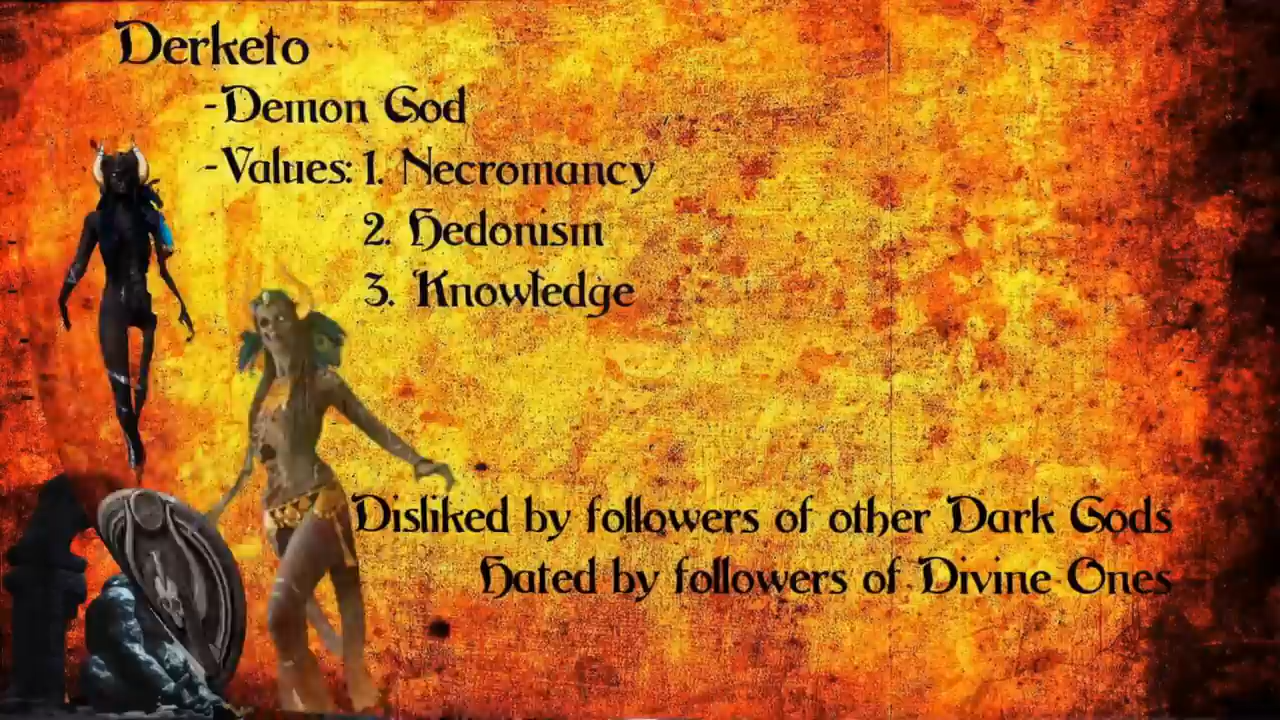 Derketo
-Demon God
-Values: 1. Necromancy
2. Hedonism
3. Knowledge
Disliked by followers of other Dark Gods
Hated by followers of Divine Ones